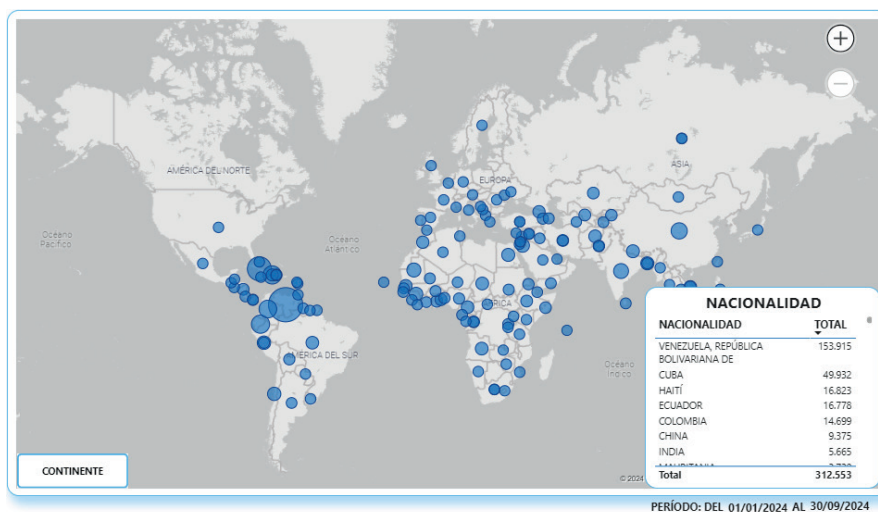 AMÉRICA DEL NORTE
EUROPA
ASIA
Océano
Pacífico
Océano
Atlántico
ÁFRICA
AMÉRICA DEL SUR
Océano
Índico
© 2024
CONTINENTE
NACIONALIDAD
NACIONALIDAD TOTAL
VENEZUELA, REPÚBLICA 153.915
BOLIVARIANA DE
CUBA 49.932
HAITÍ 16.823
ECUADOR 16.778
COLOMBIA 14.699
CHINA 9.375
INDIA 5.665
Total 312.553
PERÍODO: DEL 01/01/2024 AL 30/09/2024